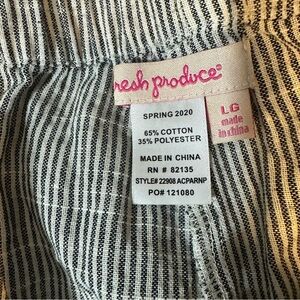 fresh produce®
LG
made
in china
SPRING 2020
65% COTTON
35% POLYESTER
MADE IN CHINA
RN # 82135
STYLE# 22908 ACPARNP
PO# 121080